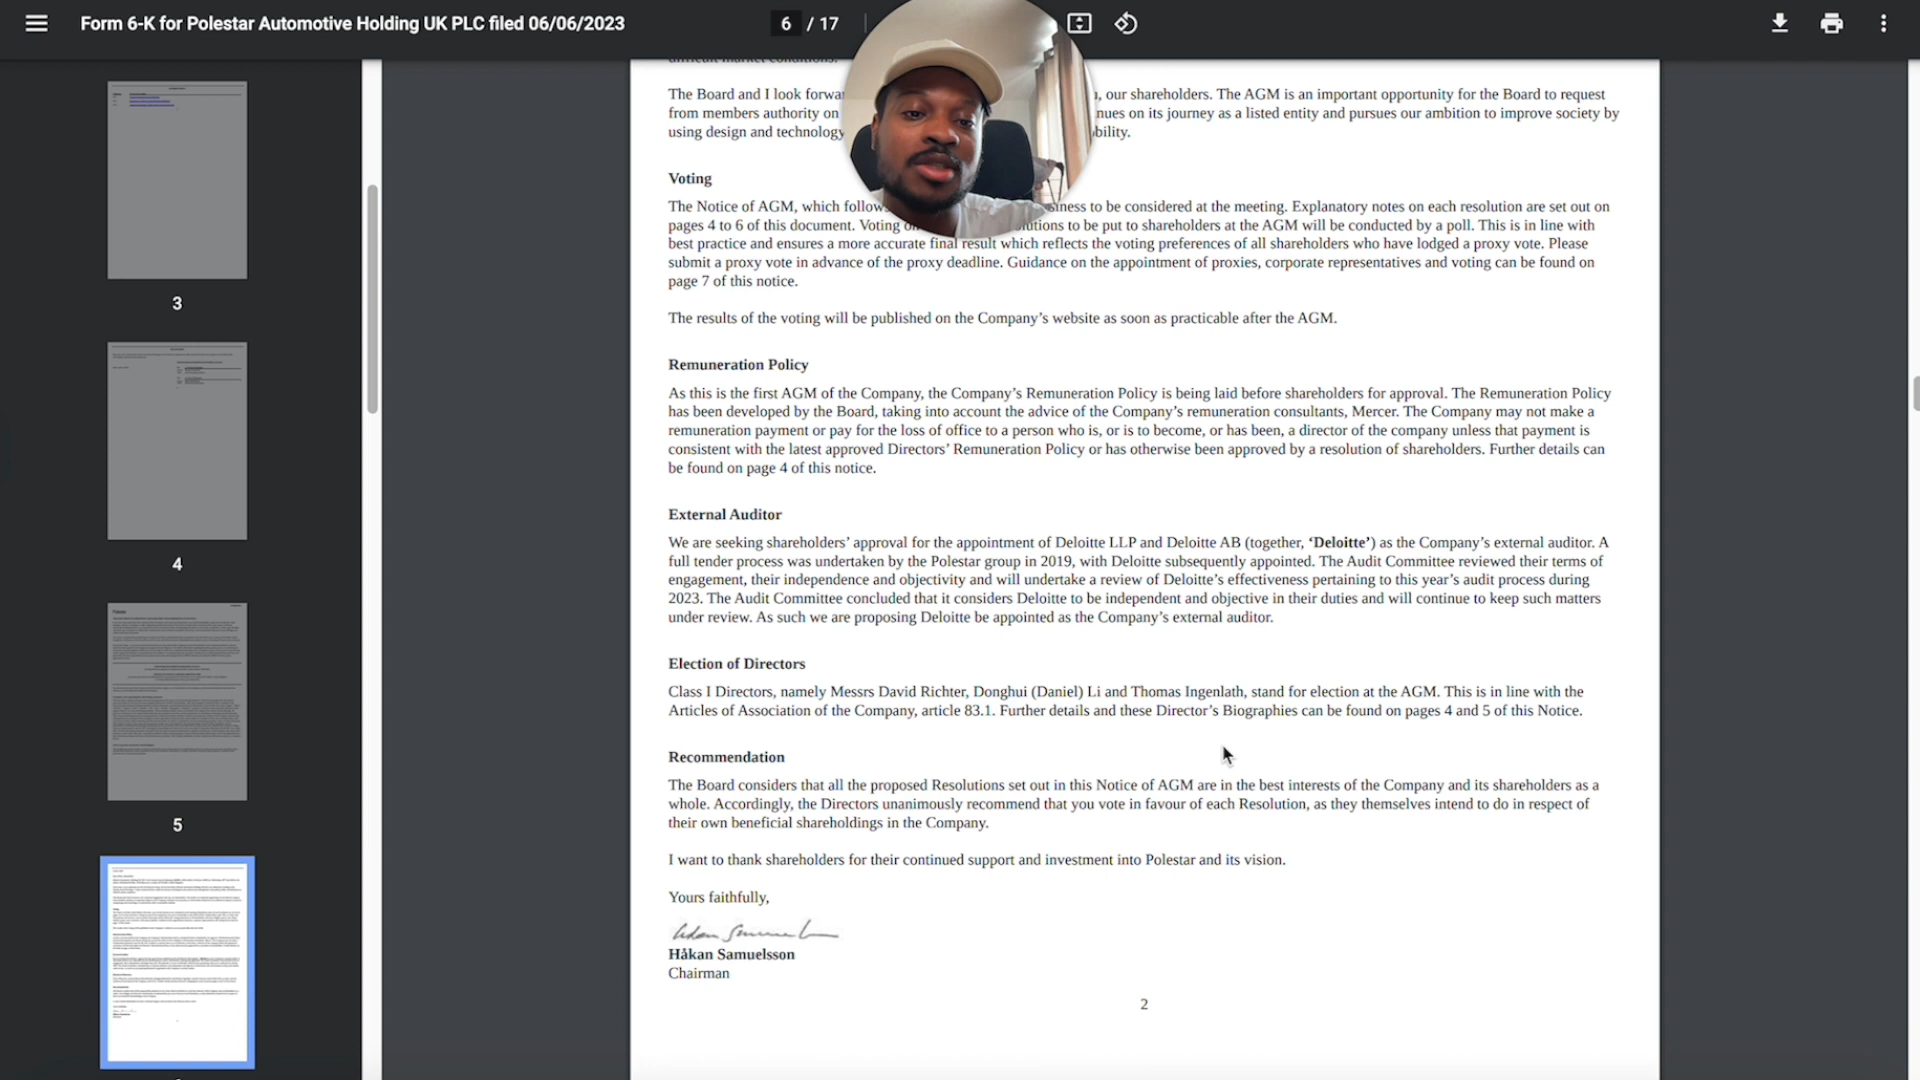 Form 6-K for Polestar Automotive Holding UK PLC filed 06/06/2023
6 / 17
difficult market conditions.
The Board and I look forwa , our shareholders. The AGM is an important opportunity for the Board to request
from members authority on nues on its journey as a listed entity and pursues our ambition to improve society by
using design and technology bility.
Voting
The Notice of AGM, which follow siness to be considered at the meeting. Explanatory notes on each resolution are set out on
pages 4 to 6 of this document. Voting o utions to be put to shareholders at the AGM will be conducted by a poll. This is in line with
best practice and ensures a more accurate final result which reflects the voting preferences of all shareholders who have lodged a proxy vote. Please
submit a proxy vote in advance of the proxy deadline. Guidance on the appointment of proxies, corporate representatives and voting can be found on
page 7 of this notice.
The results of the voting will be published on the Company’s website as soon as practicable after the AGM.
Remuneration Policy
As this is the first AGM of the Company, the Company’s Remuneration Policy is being laid before shareholders for approval. The Remuneration Policy
has been developed by the Board, taking into account the advice of the Company’s remuneration consultants, Mercer. The Company may not make a
remuneration payment or pay for the loss of office to a person who is, or is to become, or has been, a director of the company unless that payment is
consistent with the latest approved Directors’ Remuneration Policy or has otherwise been approved by a resolution of shareholders. Further details can
be found on page 4 of this notice.
External Auditor
We are seeking shareholders’ approval for the appointment of Deloitte LLP and Deloitte AB (together, ‘Deloitte’) as the Company’s external auditor. A
full tender process was undertaken by the Polestar group in 2019, with Deloitte subsequently appointed. The Audit Committee reviewed their terms of
engagement, their independence and objectivity and will undertake a review of Deloitte’s effectiveness pertaining to this year’s audit process during
2023. The Audit Committee concluded that it considers Deloitte to be independent and objective in their duties and will continue to keep such matters
under review. As such we are proposing Deloitte be appointed as the Company’s external auditor.
Election of Directors
Class I Directors, namely Messrs David Richter, Donghui (Daniel) Li and Thomas Ingenlath, stand for election at the AGM. This is in line with the
Articles of Association of the Company, article 83.1. Further details and these Director’s Biographies can be found on pages 4 and 5 of this Notice.
Recommendation
The Board considers that all the proposed Resolutions set out in this Notice of AGM are in the best interests of the Company and its shareholders as a
whole. Accordingly, the Directors unanimously recommend that you vote in favour of each Resolution, as they themselves intend to do in respect of
their own beneficial shareholdings in the Company.
I want to thank shareholders for their continued support and investment into Polestar and its vision.
Yours faithfully,
Håkan Samuelsson
Chairman
2
3
4
5